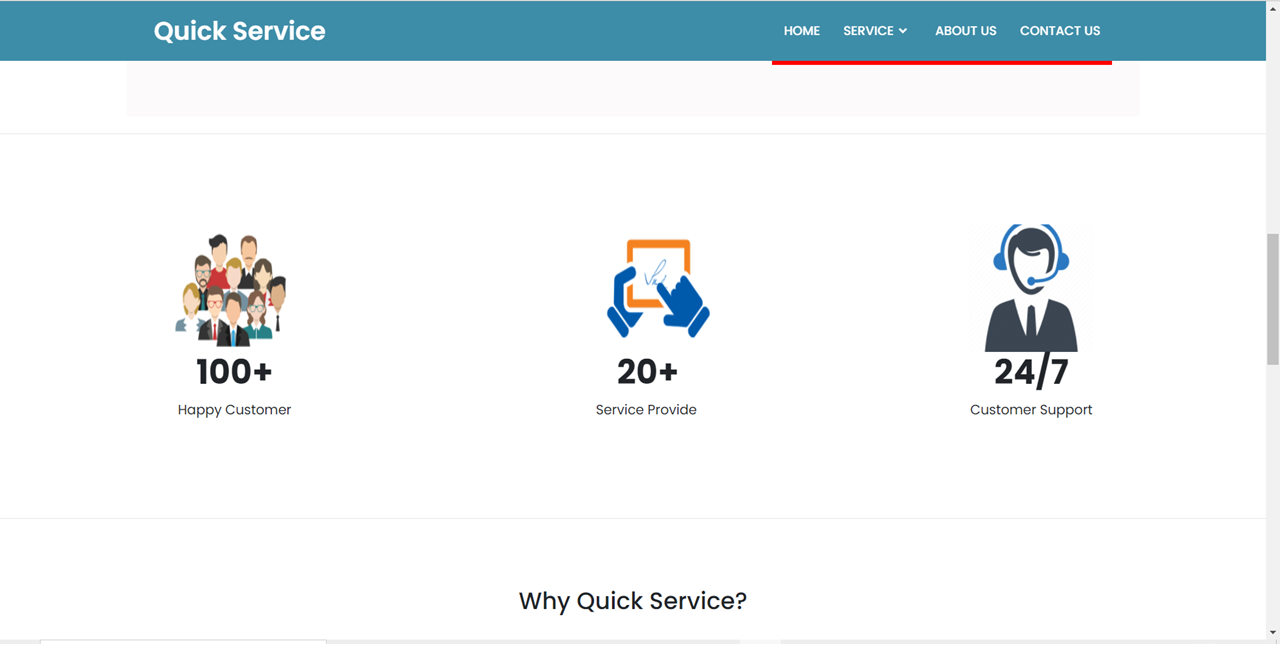 Quick Service
HOME SERVICE ABOUT US CONTACT US
100+
Happy Customer
20+
Service Provide
24/7
Customer Support
Why Quick Service?